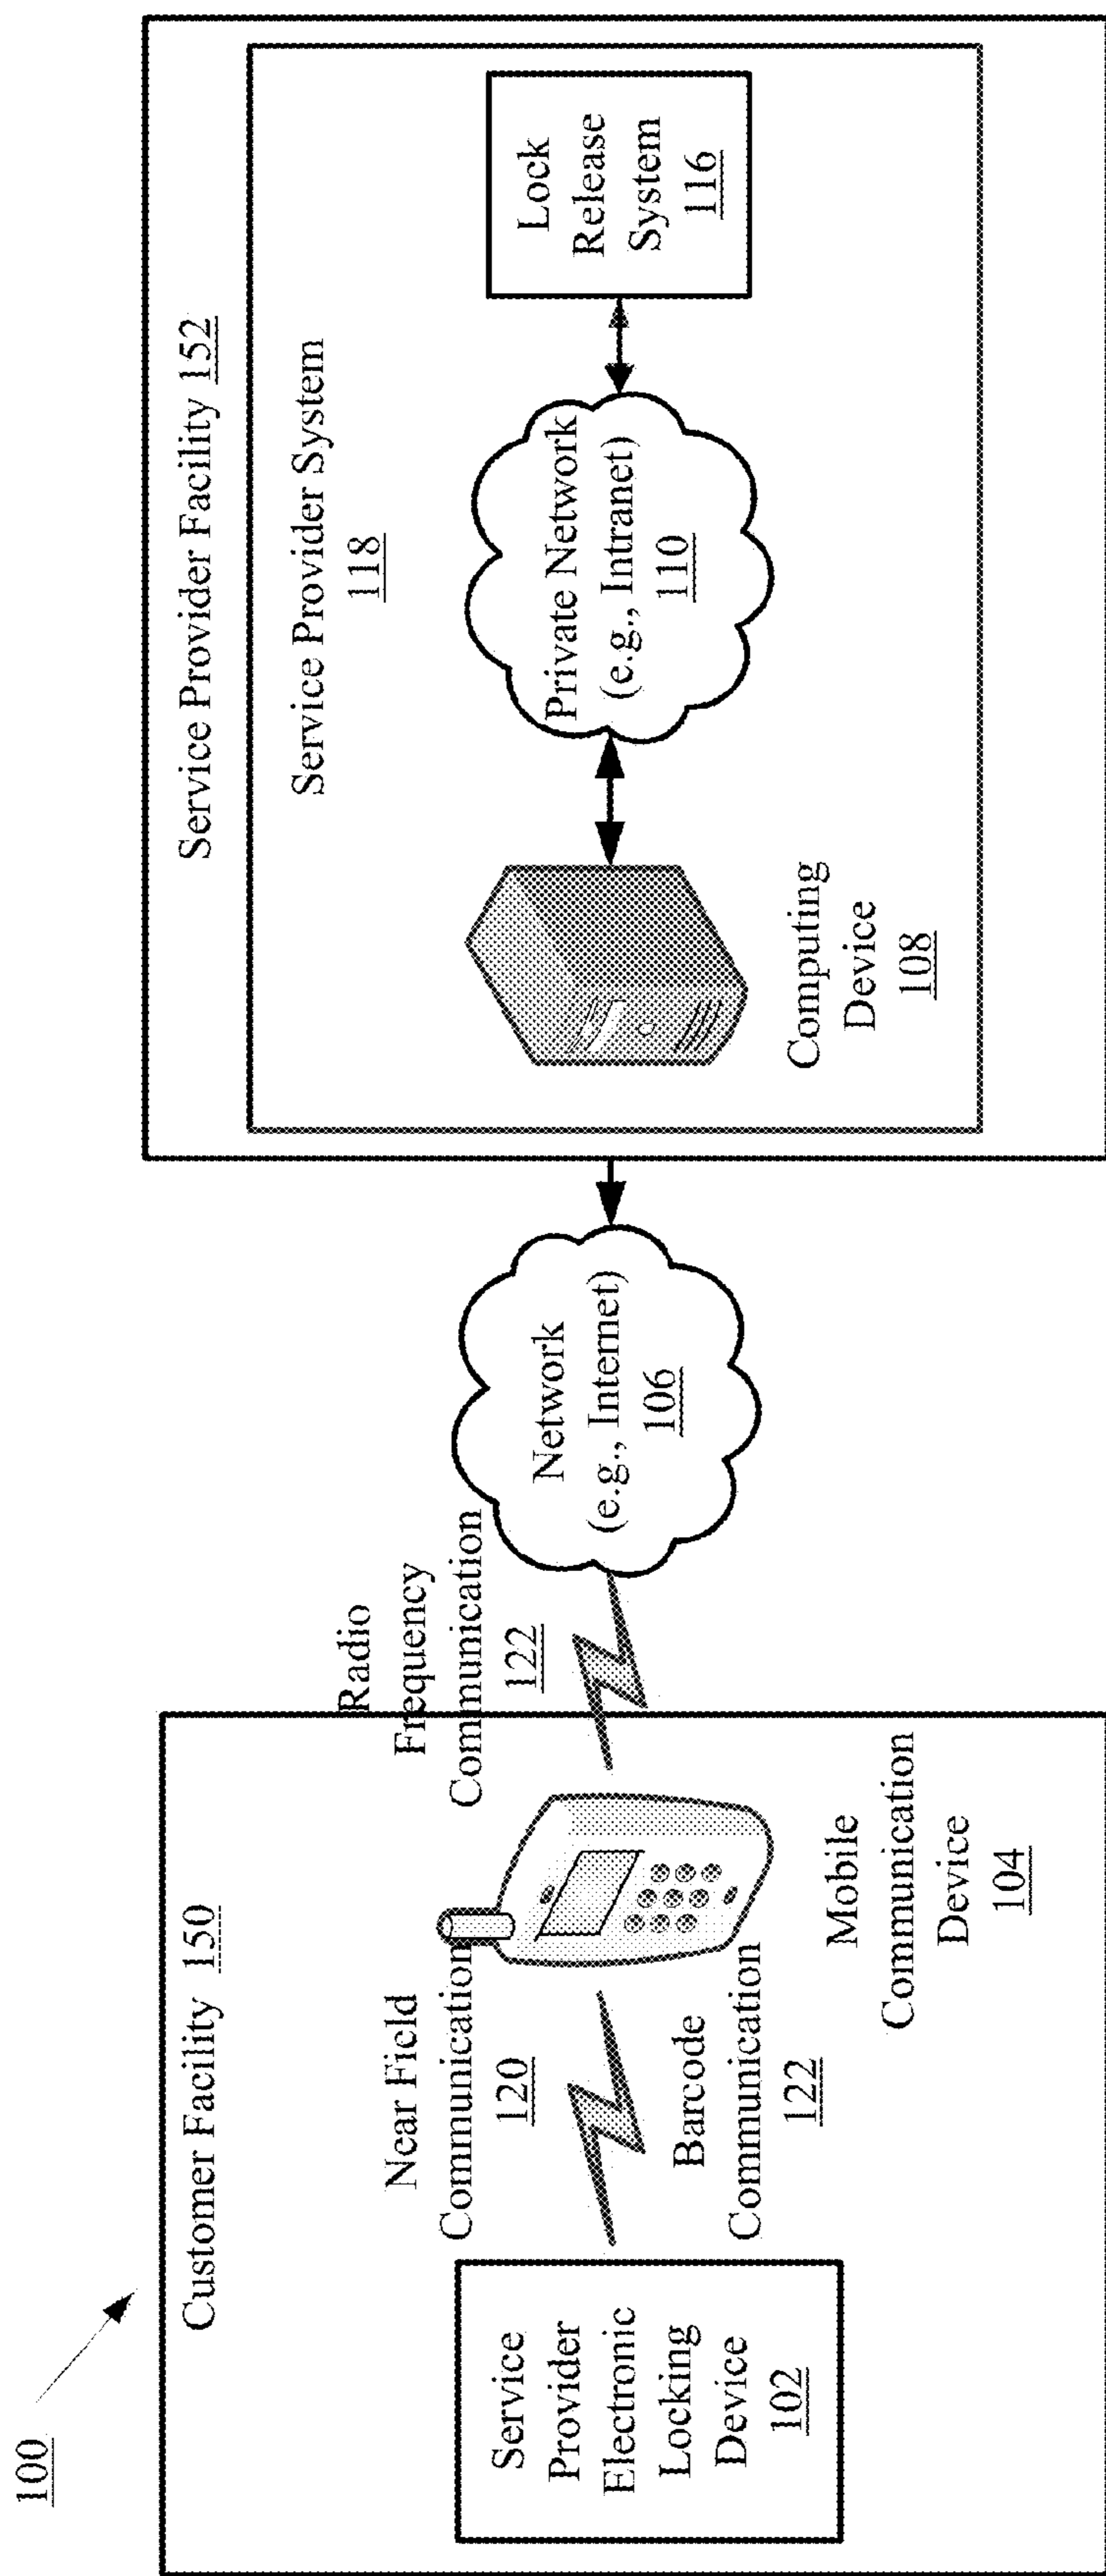 100
Customer Facility 150
Service
Provider
Electronic
Locking
Device
102
Near Field
Communication
120
Barcode
Communication
122
Mobile
Communication
Device
104
Radio
Frequency
Communication
122
Network
(e.g., Internet)
106
Service Provider Facility 152
Service Provider System
118
Computing
Device
108
Private Network
(e.g., Intranet)
110
Lock
Release
System
116